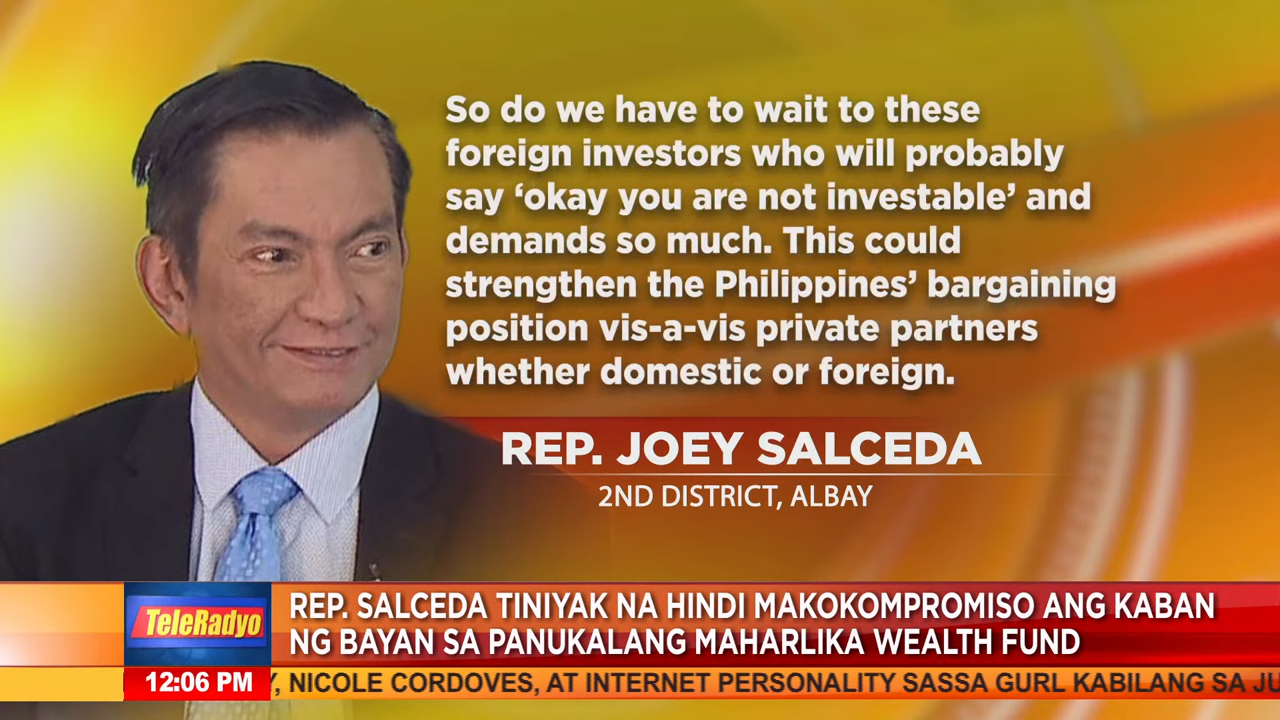 So do we have to wait to these
foreign investors who will probably
say ‘okay you are not investable’ and
demands so much. This could
strengthen the Philippines’ bargaining
position vis-a-vis private partners
whether domestic or foreign.
REP. JOEY SALCEDA
2ND DISTRICT, ALBAY
TeleRadyo
REP. SALCEDA TINIYAK NA HINDI MAKOKOMPROMISO ANG KABAN
NG BAYAN SA PANUKALANG MAHARLIKA WEALTH FUND
12:06 PM
, NICOLE CORDOVES, AT INTERNET PERSONALITY SASSA GURL KABILANG SA